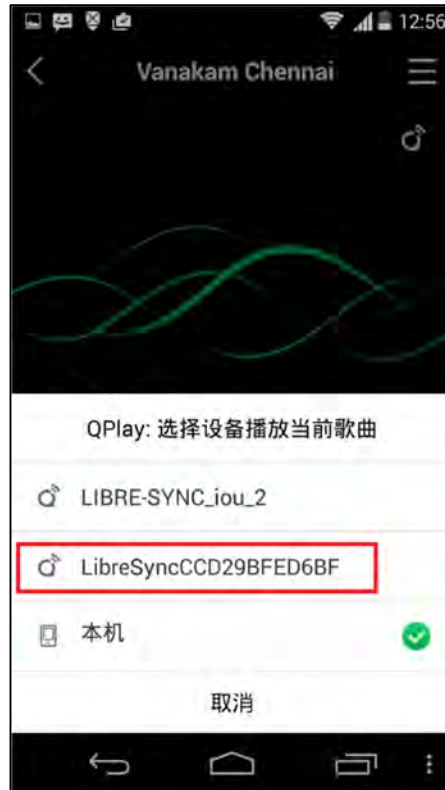 12:56
Vanakam Chennai
QPlay: 选择设备播放当前歌曲
LIBRE-SYNC_iou_2
LibreSyncCCD29BFED6BF
本机
取消